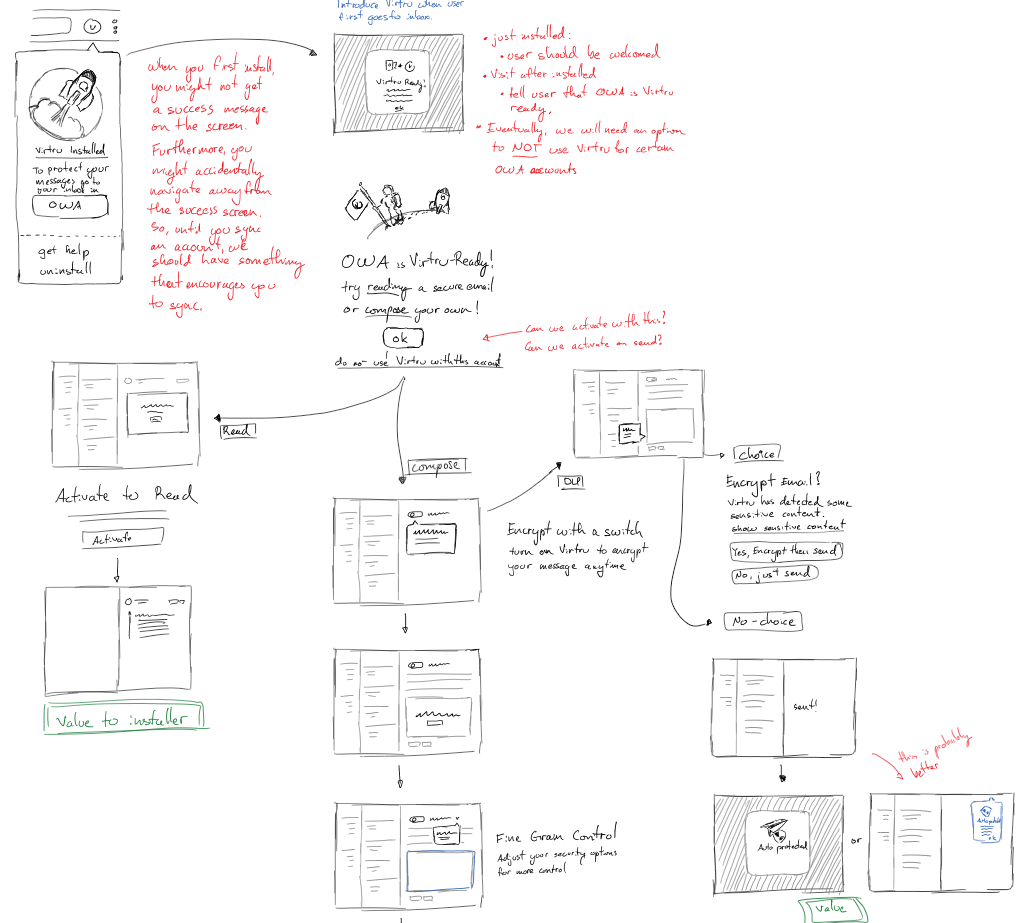 Introduce Virtru when user
first goes to inbox.
Virtru Installed
To protect your
messages go to
your inbox in
OWA
get help
uninstall
when you first install,
you might not get
a success message
on the screen.
Furthermore, you
might accidentally
navigate away from
the success screen.
So, until you sync
an account, we
should have something
that encourages you
to sync.
Virtru Ready!
ok
• just installed:
• user should be welcomed
• Visit after installed
• tell user that OWA is Virtru
ready.
• Eventually, we will need an option
to NOT use Virtru for certain
OWA accounts
OWA is Virtru-Ready!
try reading a secure email
or compose your own!
ok
do not use Virtru with this account
Can we activate with this?
Can we activate on send?
Read
Compose
DLP
Activate to Read
Activate
Value to installer
Encrypt with a switch
turn on Virtru to encrypt
your message anytime
Choice
Encrypt Email?
Virtru has detected some
sensitive content.
show sensitive content
Yes, Encrypt then send
No, just send
No-choice
sent!
this is probably
better
Fine Grain Control
Adjust your security options
for more control
Auto protected
or
Auto protected
ok
Value